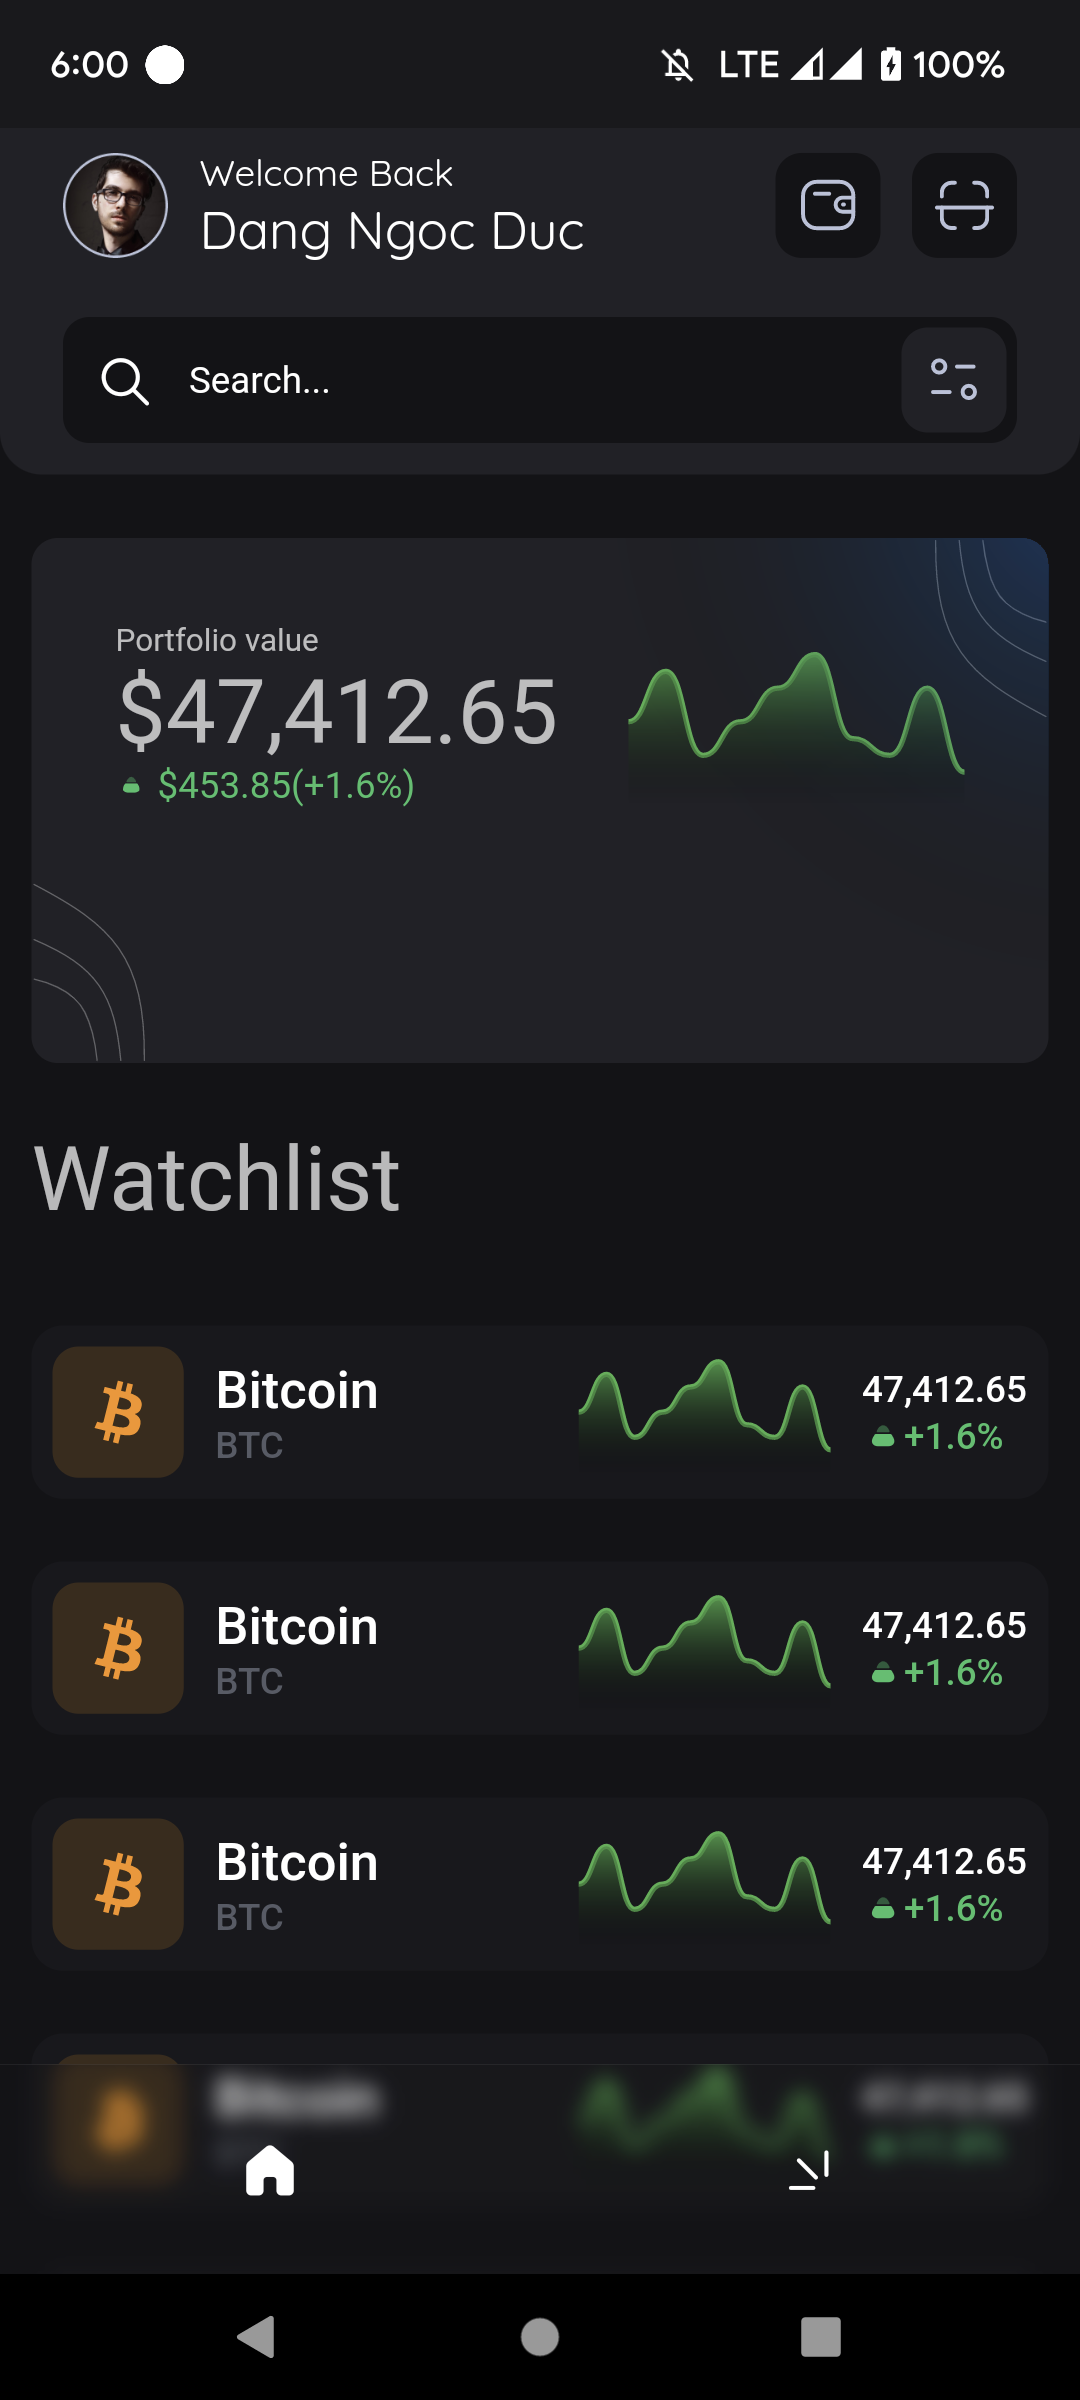 6:00 LTE 100%
Welcome Back
Dang Ngoc Duc
Search...
Portfolio value
$47,412.65
$453.85(+1.6%)
Watchlist
Bitcoin 47,412.65
BTC +1.6%
Bitcoin 47,412.65
BTC +1.6%
Bitcoin 47,412.65
BTC +1.6%
Bitcoin